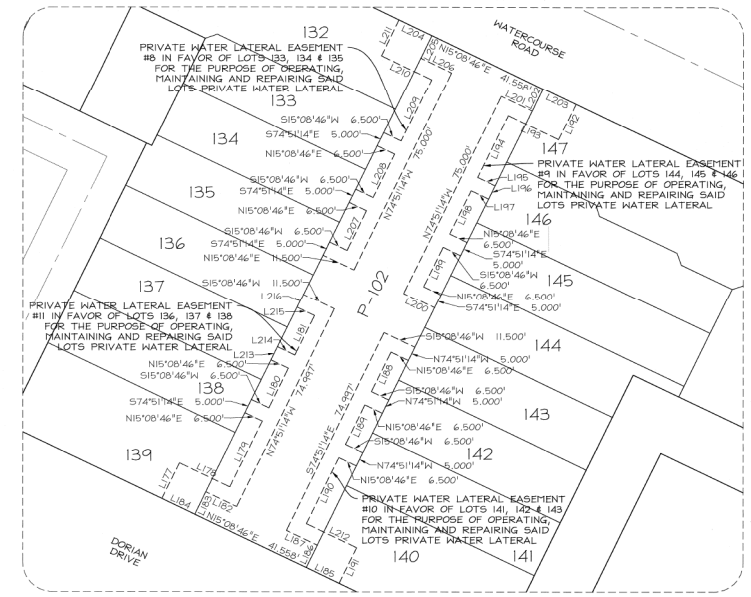 WATERCOURSE
ROAD
132
PRIVATE WATER LATERAL EASEMENT
#8 IN FAVOR OF LOTS 133, 134 & 135
FOR THE PURPOSE OF OPERATING,
MAINTAINING AND REPAIRING SAID
LOTS PRIVATE WATER LATERAL
L211
L204
L205
N15°08'46"E 41.558'
L210
L206
L201
L202
L203
L192
L193
133
L209
S15°08'46"W 6.500'
S74°51'14"E 5.000'
N15°08'46"E 6.500'
134
N74°51'14"W 75.000'
N74°51'14"W 75.000'
L194
147
PRIVATE WATER LATERAL EASEMENT
#9 IN FAVOR OF LOTS 144, 145 & 146
FOR THE PURPOSE OF OPERATING,
MAINTAINING AND REPAIRING SAID
LOTS PRIVATE WATER LATERAL
L195
L196
L197
L198
146
S15°08'46"W 6.500'
S74°51'14"E 5.000'
L208
135
N15°08'46"E 6.500'
L207
S15°08'46"W 6.500'
S74°51'14"E 5.000'
N15°08'46"E 11.500'
136
N15°08'46"E
6.500'
S74°51'14"E
5.000'
S15°08'46"W
6.500'
L199
145
N15°08'46"E 6.500'
S74°51'14"E 5.000'
L200
P-102
137
S15°08'46"W 11.500'
L216
L215
PRIVATE WATER LATERAL EASEMENT
#11 IN FAVOR OF LOTS 136, 137 & 138
FOR THE PURPOSE OF OPERATING,
MAINTAINING AND REPAIRING SAID
LOTS PRIVATE WATER LATERAL
L181
L214
L213
S15°08'46"W 11.500'
144
N74°51'14"W 5.000'
N15°08'46"E 6.500'
L188
N15°08'46"E 6.500'
S15°08'46"W 6.500'
138
L180
S74°51'14"E 5.000'
N15°08'46"E 6.500'
N74°51'14"W 74.997'
S74°51'14"E 74.997'
S15°08'46"W 6.500'
N74°51'14"W 5.000'
143
L189
N15°08'46"E 6.500'
S15°08'46"W 6.500'
142
139
L179
L178
L177
N74°51'14"W 5.000'
N15°08'46"E 6.500'
L190
PRIVATE WATER LATERAL EASEMENT
#10 IN FAVOR OF LOTS 141, 142 & 143
FOR THE PURPOSE OF OPERATING,
MAINTAINING AND REPAIRING SAID
LOTS PRIVATE WATER LATERAL
L184
L183
L182
N15°08'46"E 41.558'
L187
L186
L212
L185
L191
140
141
DORIAN
DRIVE